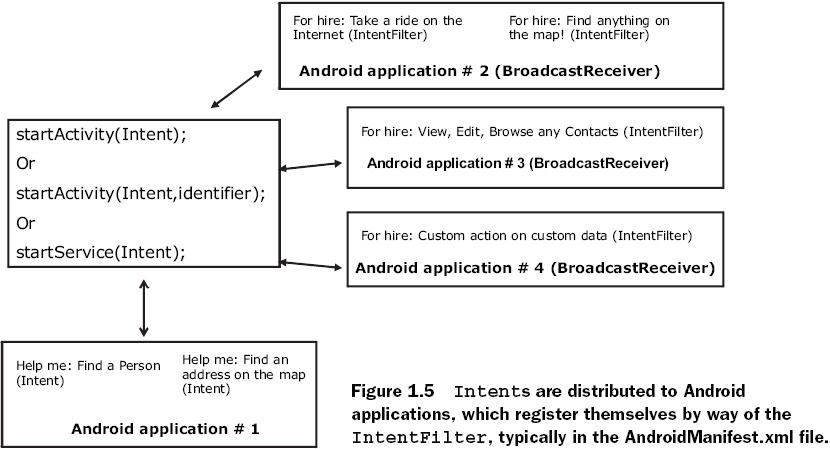 For hire: Take a ride on the
Internet (IntentFilter)
For hire: Find anything on
the map! (IntentFilter)
Android application # 2 (BroadcastReceiver)
startActivity(Intent);
Or
startActivity(Intent,identifier);
Or
startService(Intent);
For hire: View, Edit, Browse any Contacts (IntentFilter)
Android application # 3 (BroadcastReceiver)
For hire: Custom action on custom data (IntentFilter)
Android application # 4 (BroadcastReceiver)
Help me: Find a Person
(Intent)
Help me: Find an
address on the map
(Intent)
Android application # 1
Figure 1.5 Intents are distributed to Android
applications, which register themselves by way of the
IntentFilter, typically in the AndroidManifest.xml file.